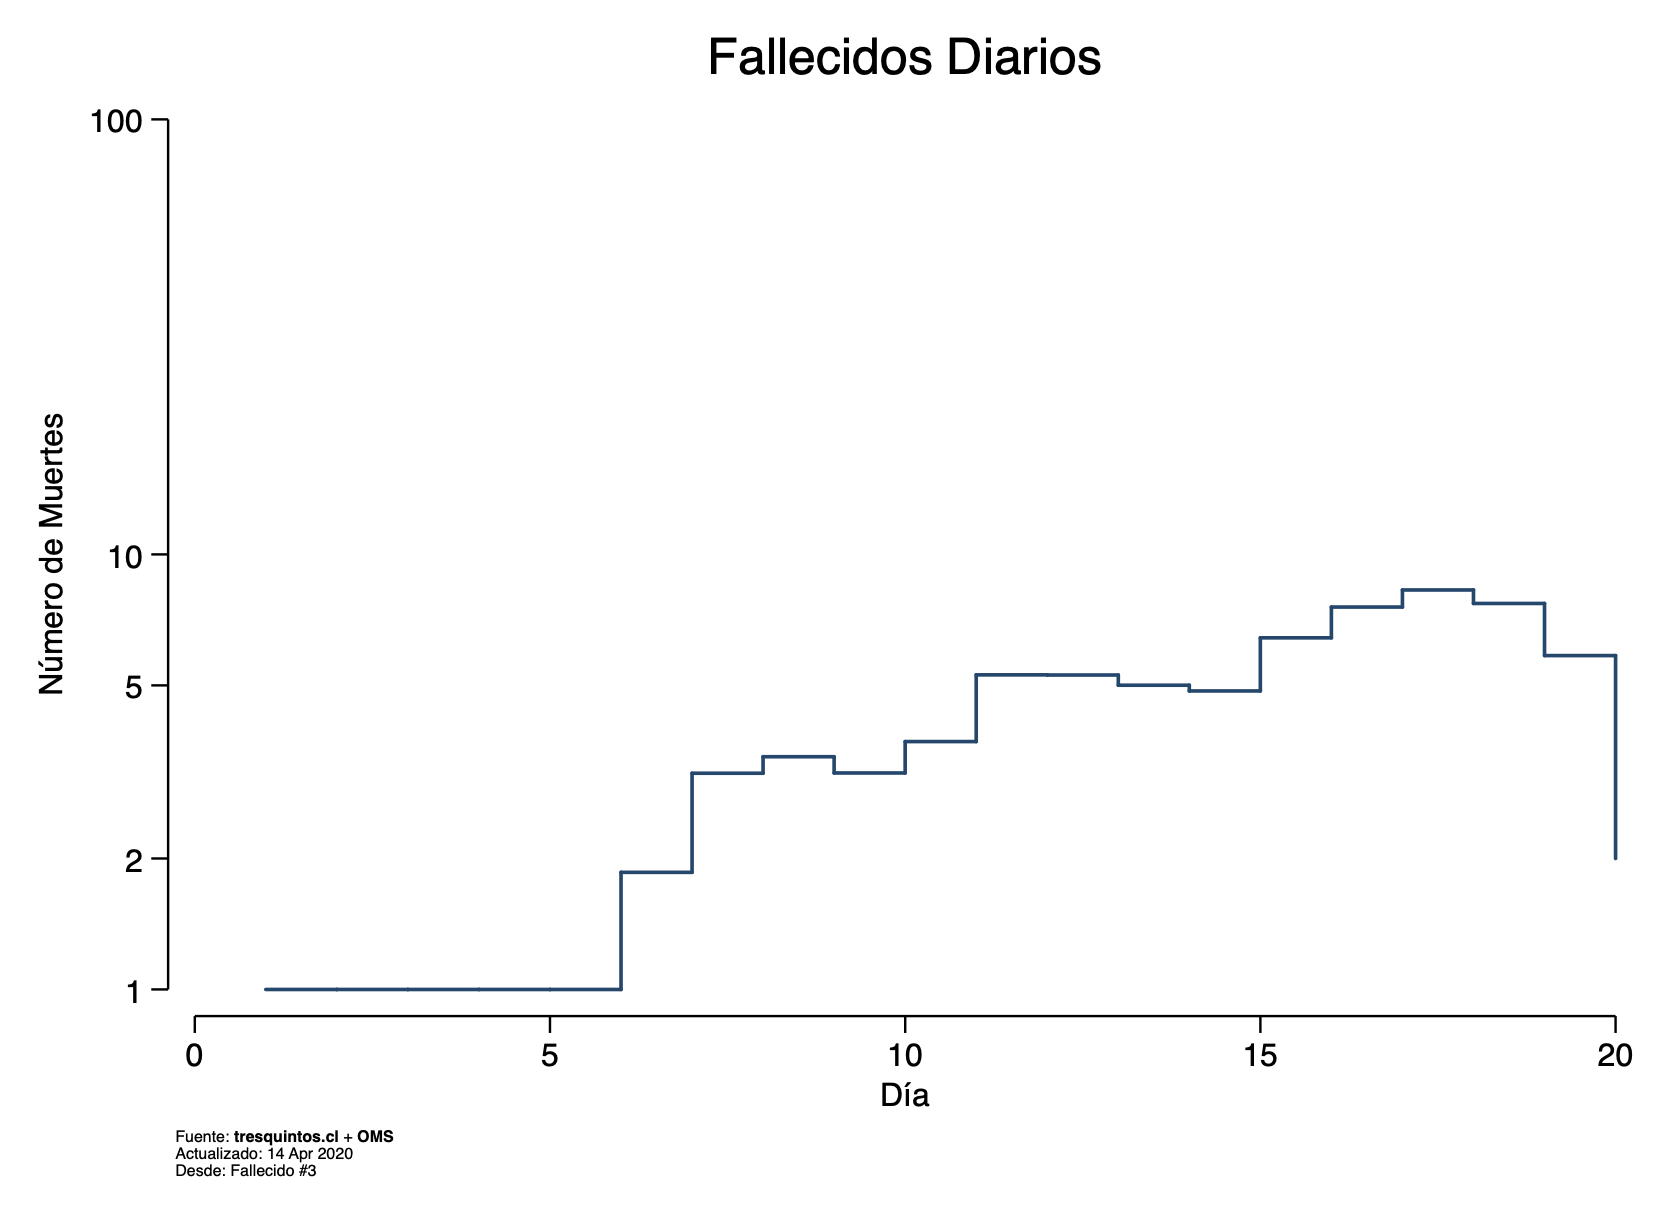 Fallecidos Diarios
100
10
5
2
1
Número de Muertes
0 5 10 15 20
Día
Fuente: tresquintos.cl + OMS
Actualizado: 14 Apr 2020
Desde: Fallecido #3